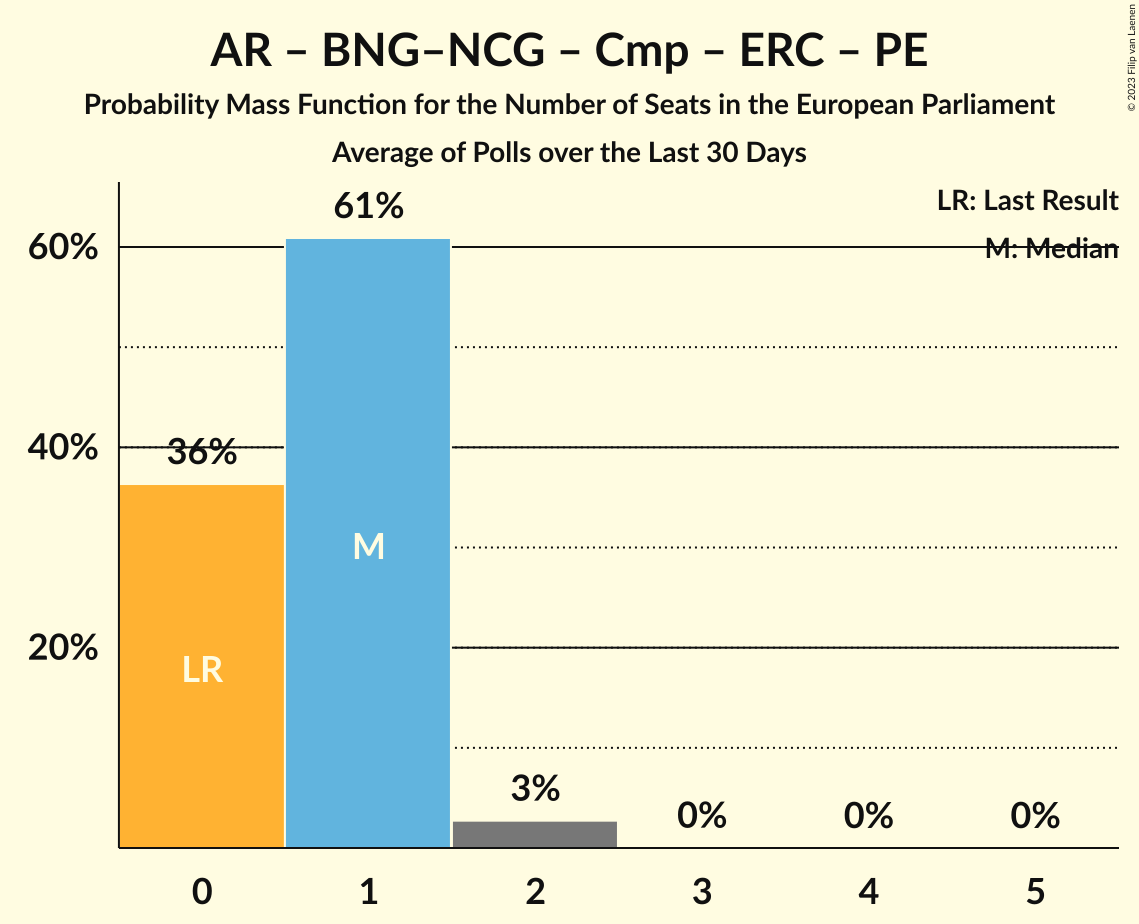 AR – BNG–NCG – Cmp – ERC – PE
Probability Mass Function for the Number of Seats in the European Parliament
Average of Polls over the Last 30 Days
© 2023 Filip van Laenen
LR: Last Result
M: Median
61%
60%
40%
36%
M
20%
LR
3%
0%
0%
0%
0
1
2
3
4
5